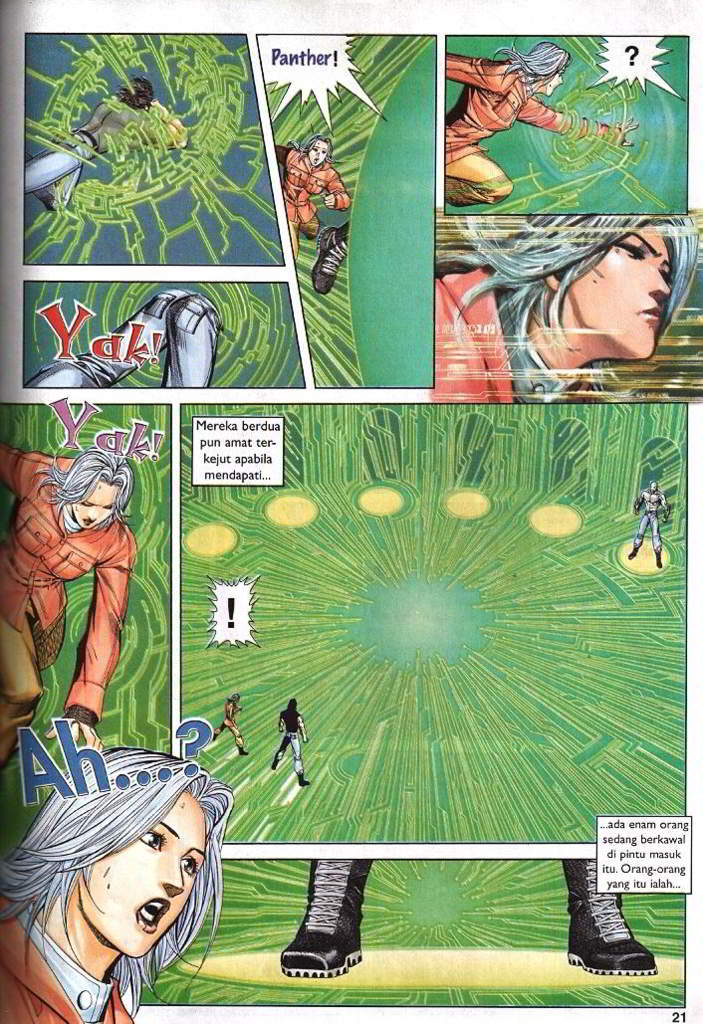 Panther!
?
Yak!
Yak!
Mereka berdua
pun amat ter-
kejut apabila
mendapati...
!
Ah....?
...ada enam orang
sedang berkawal
di pintu masuk
itu. Orang-orang
yang itu ialah...
21